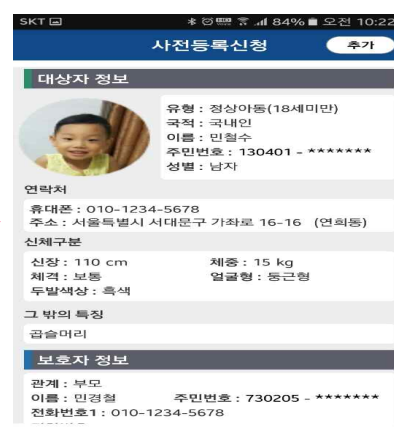 SKT 84% 오전 10:22
사전등록신청 추가
대상자 정보
유형 : 정상아동(18세미만)
국적 : 국내인
이름 : 민철수
주민번호 : 130401 - *******
성별 : 남자
연락처
휴대폰 : 010-1234-5678
주소 : 서울특별시 서대문구 가좌로 16-16 (연희동)
신체구분
신장 : 110 cm 체중 : 15 kg
체격 : 보통 얼굴형 : 둥근형
두발색상 : 흑색
그 밖의 특징
곱슬머리
보호자 정보
관계 : 부모
이름 : 민경철 주민번호 : 730205 - *******
전화번호1 : 010-1234-5678